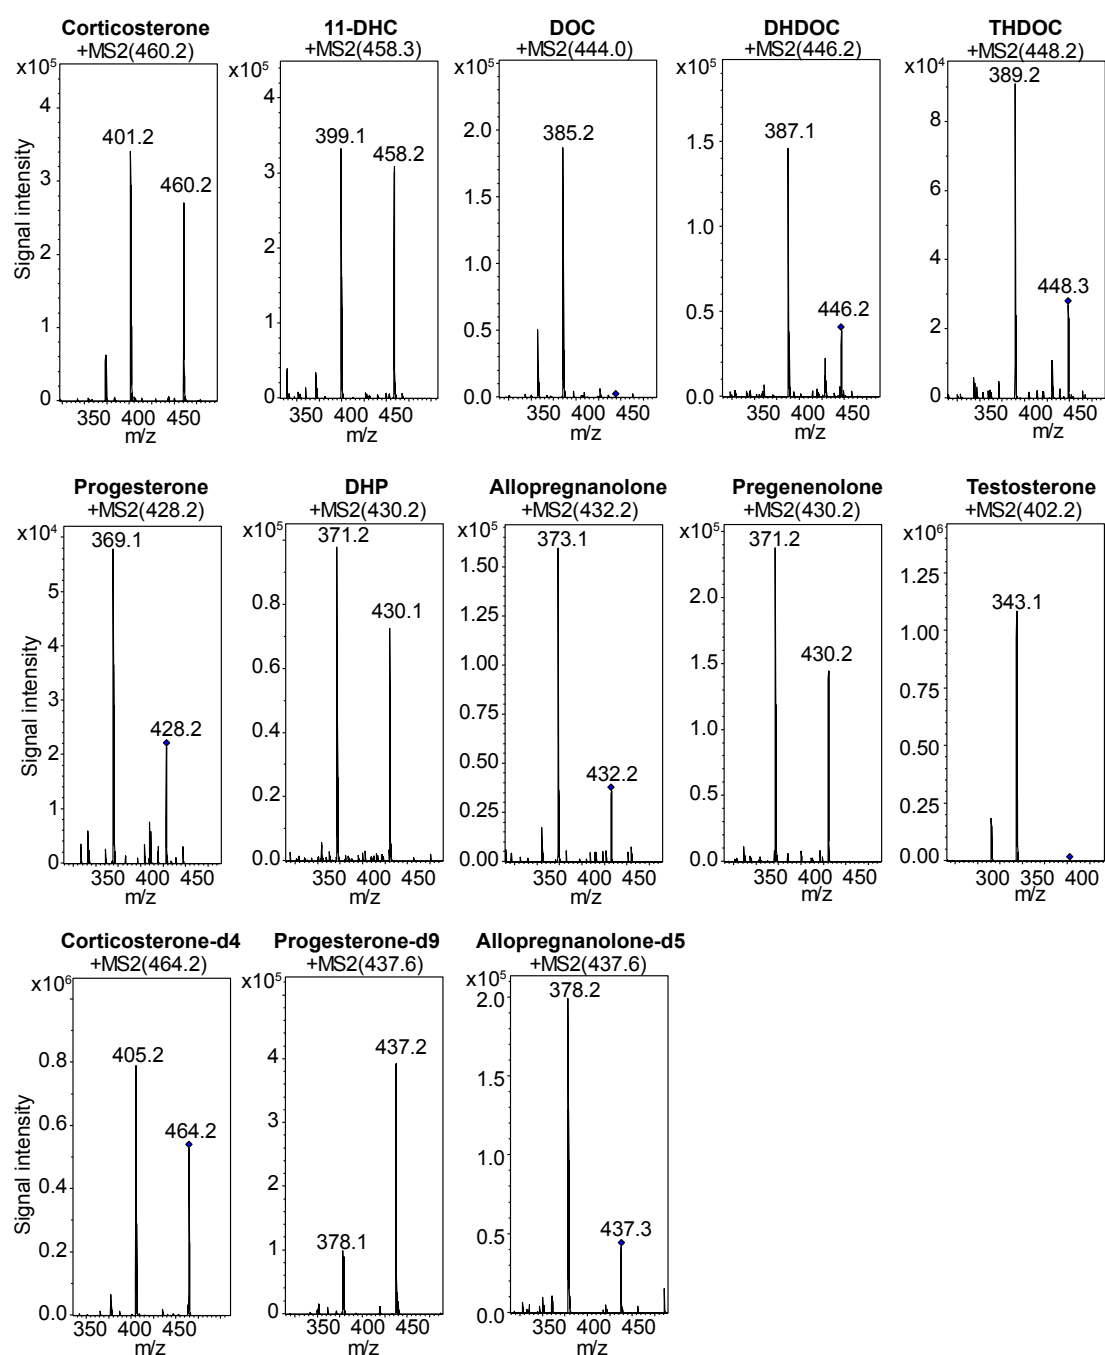 Corticosterone
+MS2(460.2)
x10⁵
Signal intensity
4
3
2
1
0
401.2
460.2
350 400 450
m/z
11-DHC
+MS2(458.3)
x10⁵
4
3
2
1
0
399.1
458.2
350 400 450
m/z
DOC
+MS2(444.0)
x10⁵
2.0
1.5
1.0
0.5
0.0
385.2
350 400 450
m/z
DHDOC
+MS2(446.2)
x10⁵
1.5
1.0
0.5
0.0
387.1
446.2
350 400 450
m/z
THDOC
+MS2(448.2)
x10⁴
8
6
4
2
0
389.2
448.3
350 400 450
m/z
Progesterone
+MS2(428.2)
x10⁴
Signal intensity
5
4
3
2
1
0
369.1
428.2
350 400 450
m/z
DHP
+MS2(430.2)
x10⁵
0.8
0.6
0.4
0.2
0.0
371.2
430.1
350 400 450
m/z
Allopregnanolone
+MS2(432.2)
x10⁵
1.50
1.25
1.00
0.75
0.50
0.25
0.00
373.1
432.2
350 400 450
m/z
Pregenenolone
+MS2(430.2)
x10⁵
2.0
1.5
1.0
0.5
0.0
371.2
430.2
350 400 450
m/z
Testosterone
+MS2(402.2)
x10⁶
1.25
1.00
0.75
0.50
0.25
0.00
343.1
300 350 400
m/z
Corticosterone-d4
+MS2(464.2)
x10⁶
Signal intensity
0.8
0.6
0.4
0.2
0.0
405.2
464.2
350 400 450
m/z
Progesterone-d9
+MS2(437.6)
x10⁵
4
3
2
1
0
378.1
437.2
350 400 450
m/z
Allopregnanolone-d5
+MS2(437.6)
x10⁵
2.0
1.5
1.0
0.5
0.0
378.2
437.3
350 400 450
m/z